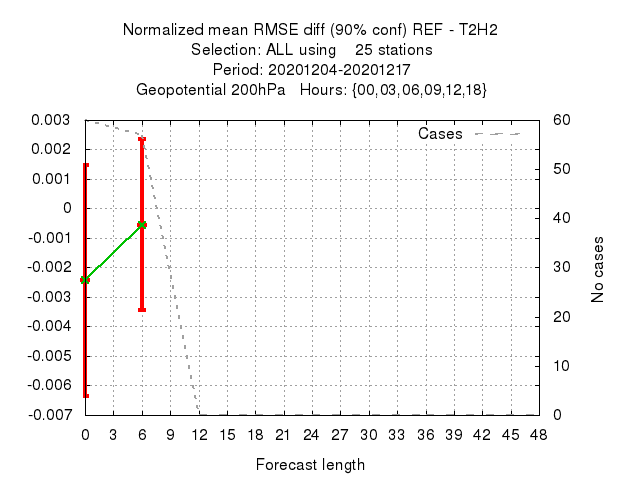 Normalized mean RMSE diff (90% conf) REF - T2H2
Selection: ALL using 25 stations
Period: 20201204-20201217
Geopotential 200hPa Hours: {00,03,06,09,12,18}
Cases
0.003
0.002
0.001
0
-0.001
-0.002
-0.003
-0.004
-0.005
-0.006
-0.007
60
50
40
30
20
10
0
No cases
0 3 6 9 12 15 18 21 24 27 30 33 36 39 42 45 48
Forecast length